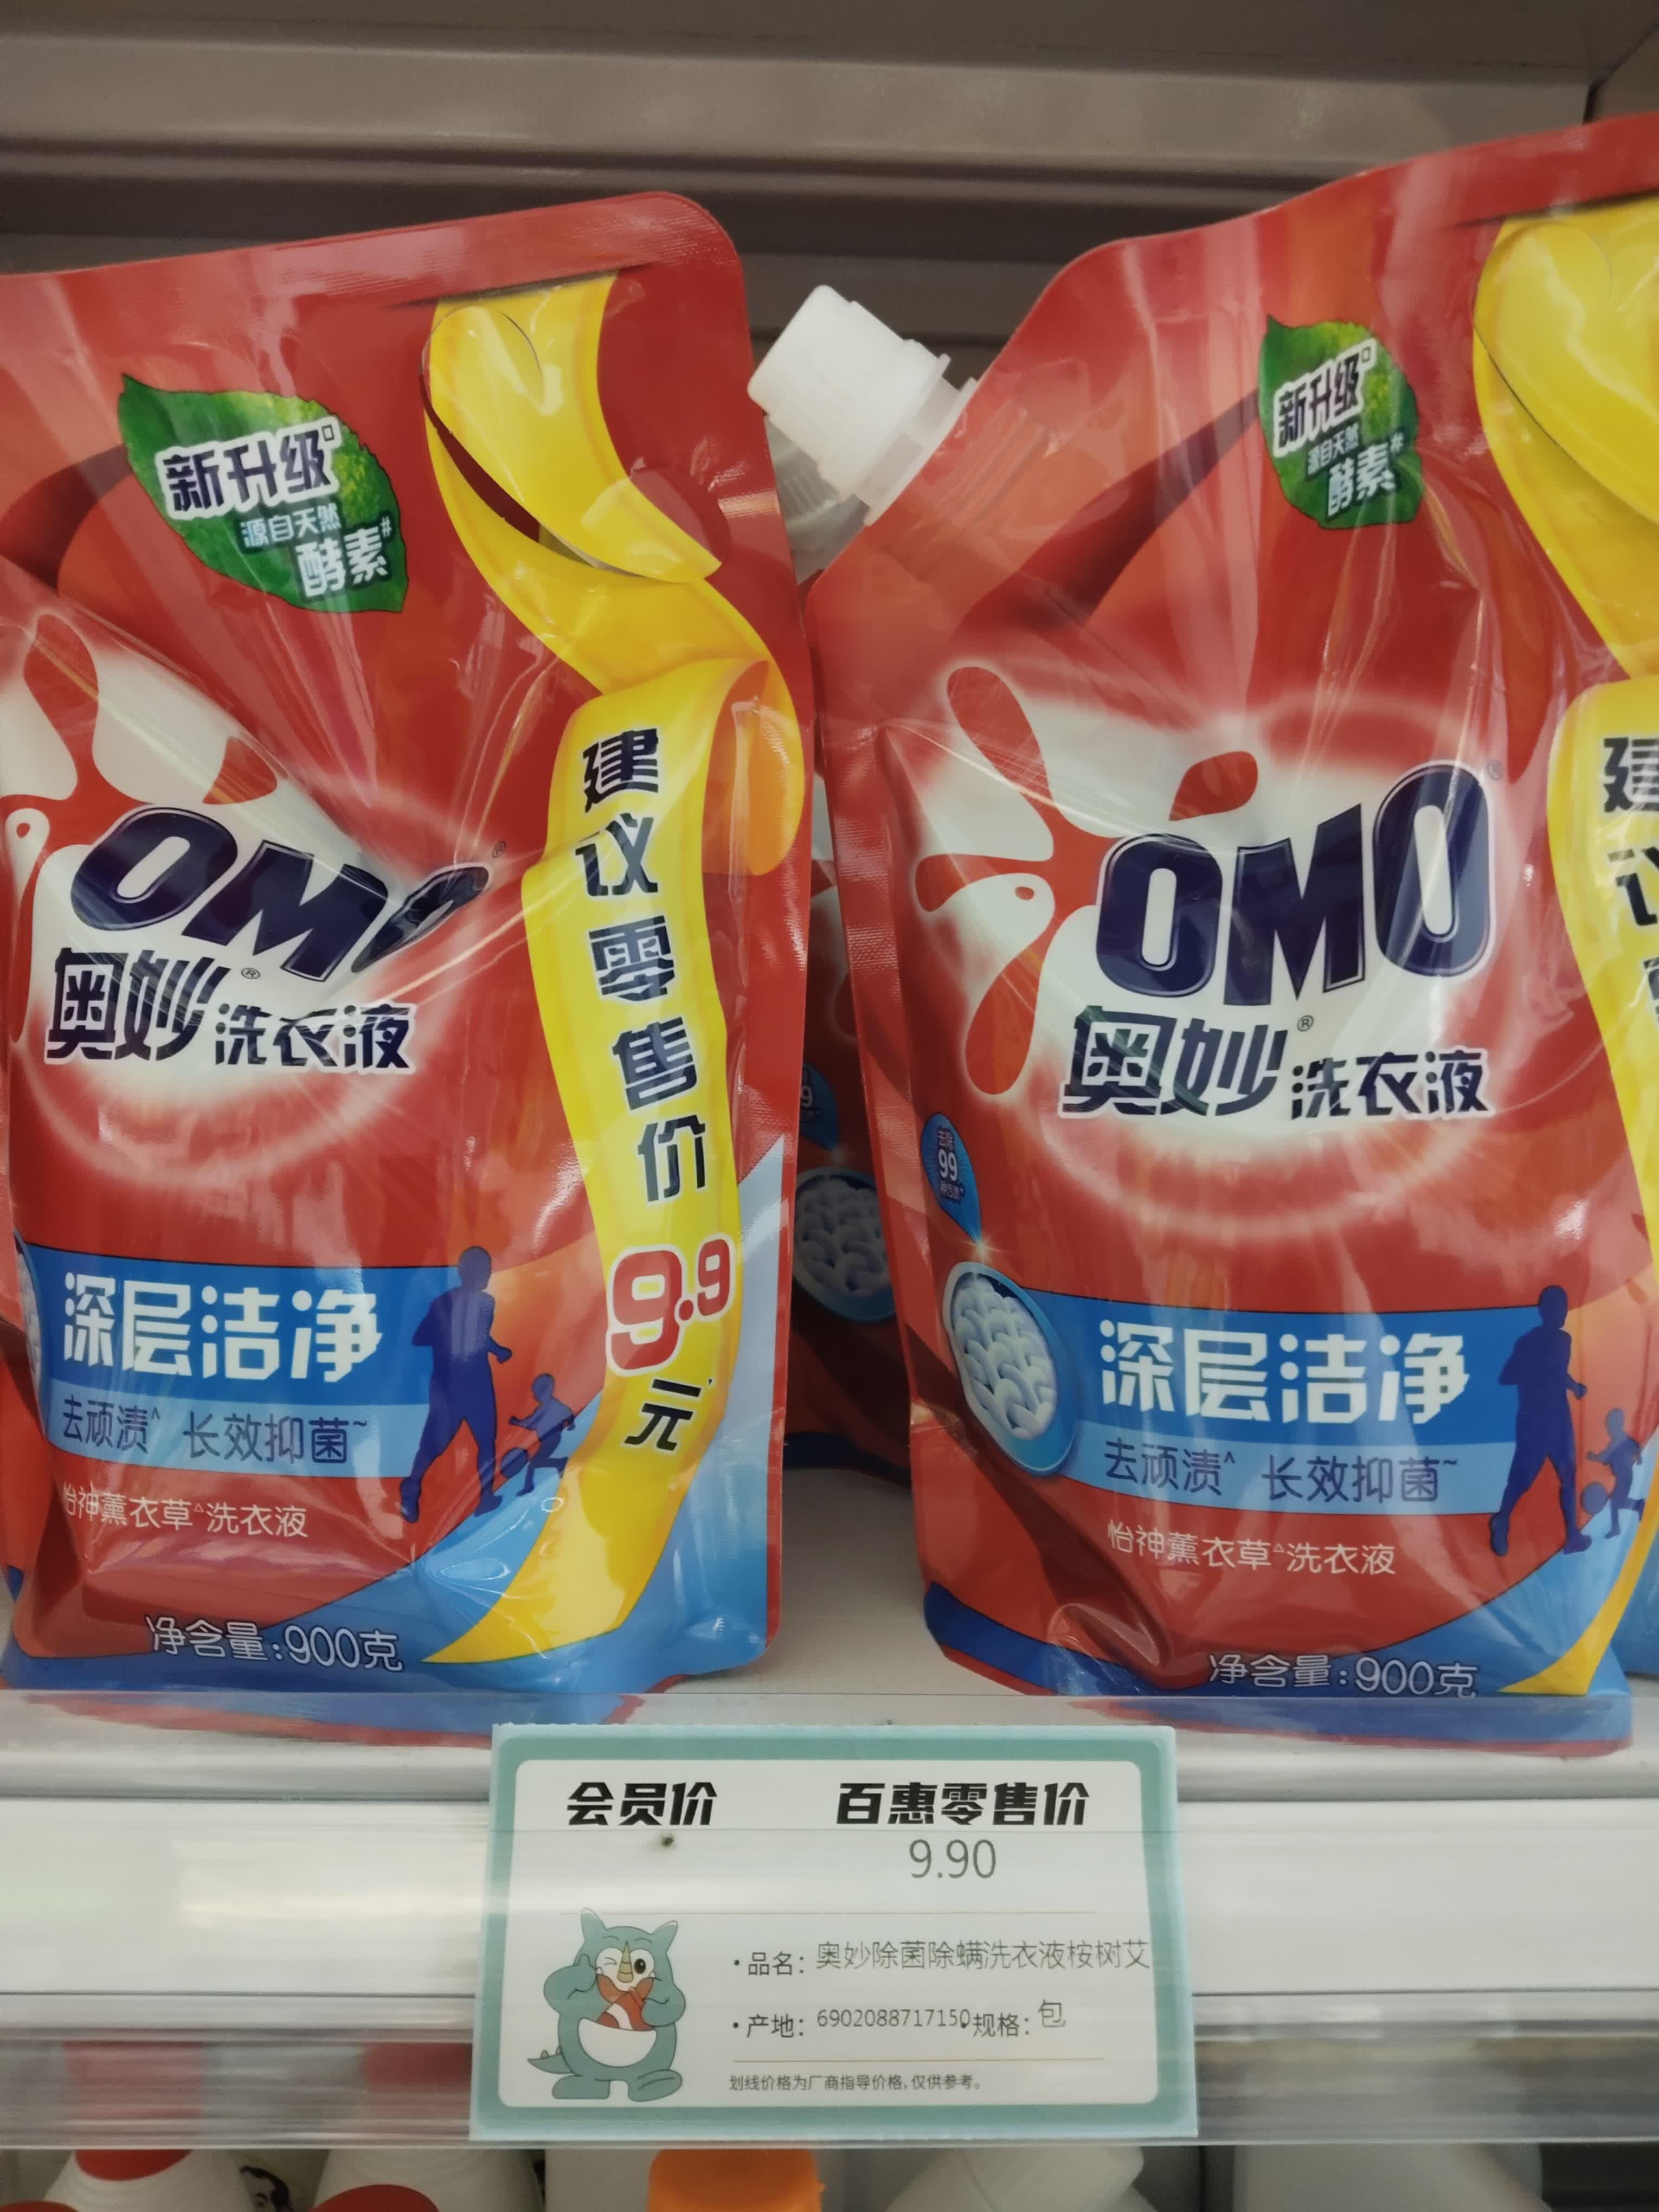 新升级
源自天然
酵素#
OMO®
奥妙®洗衣液
建议零售价9.9元
深层洁净
去顽渍^ 长效抑菌~
怡神薰衣草△洗衣液
净含量:900克
新升级
源自天然
酵素#
OMO®
奥妙®洗衣液
去除
99
深层洁净
去顽渍^ 长效抑菌~
怡神薰衣草△洗衣液
净含量:900克
建
会员价 百惠零售价
9.90
·品名: 奥妙除菌除螨洗衣液桉树艾
·产地: 6902088717150 ·规格: 包
划线价格为厂商指导价格,仅供参考。